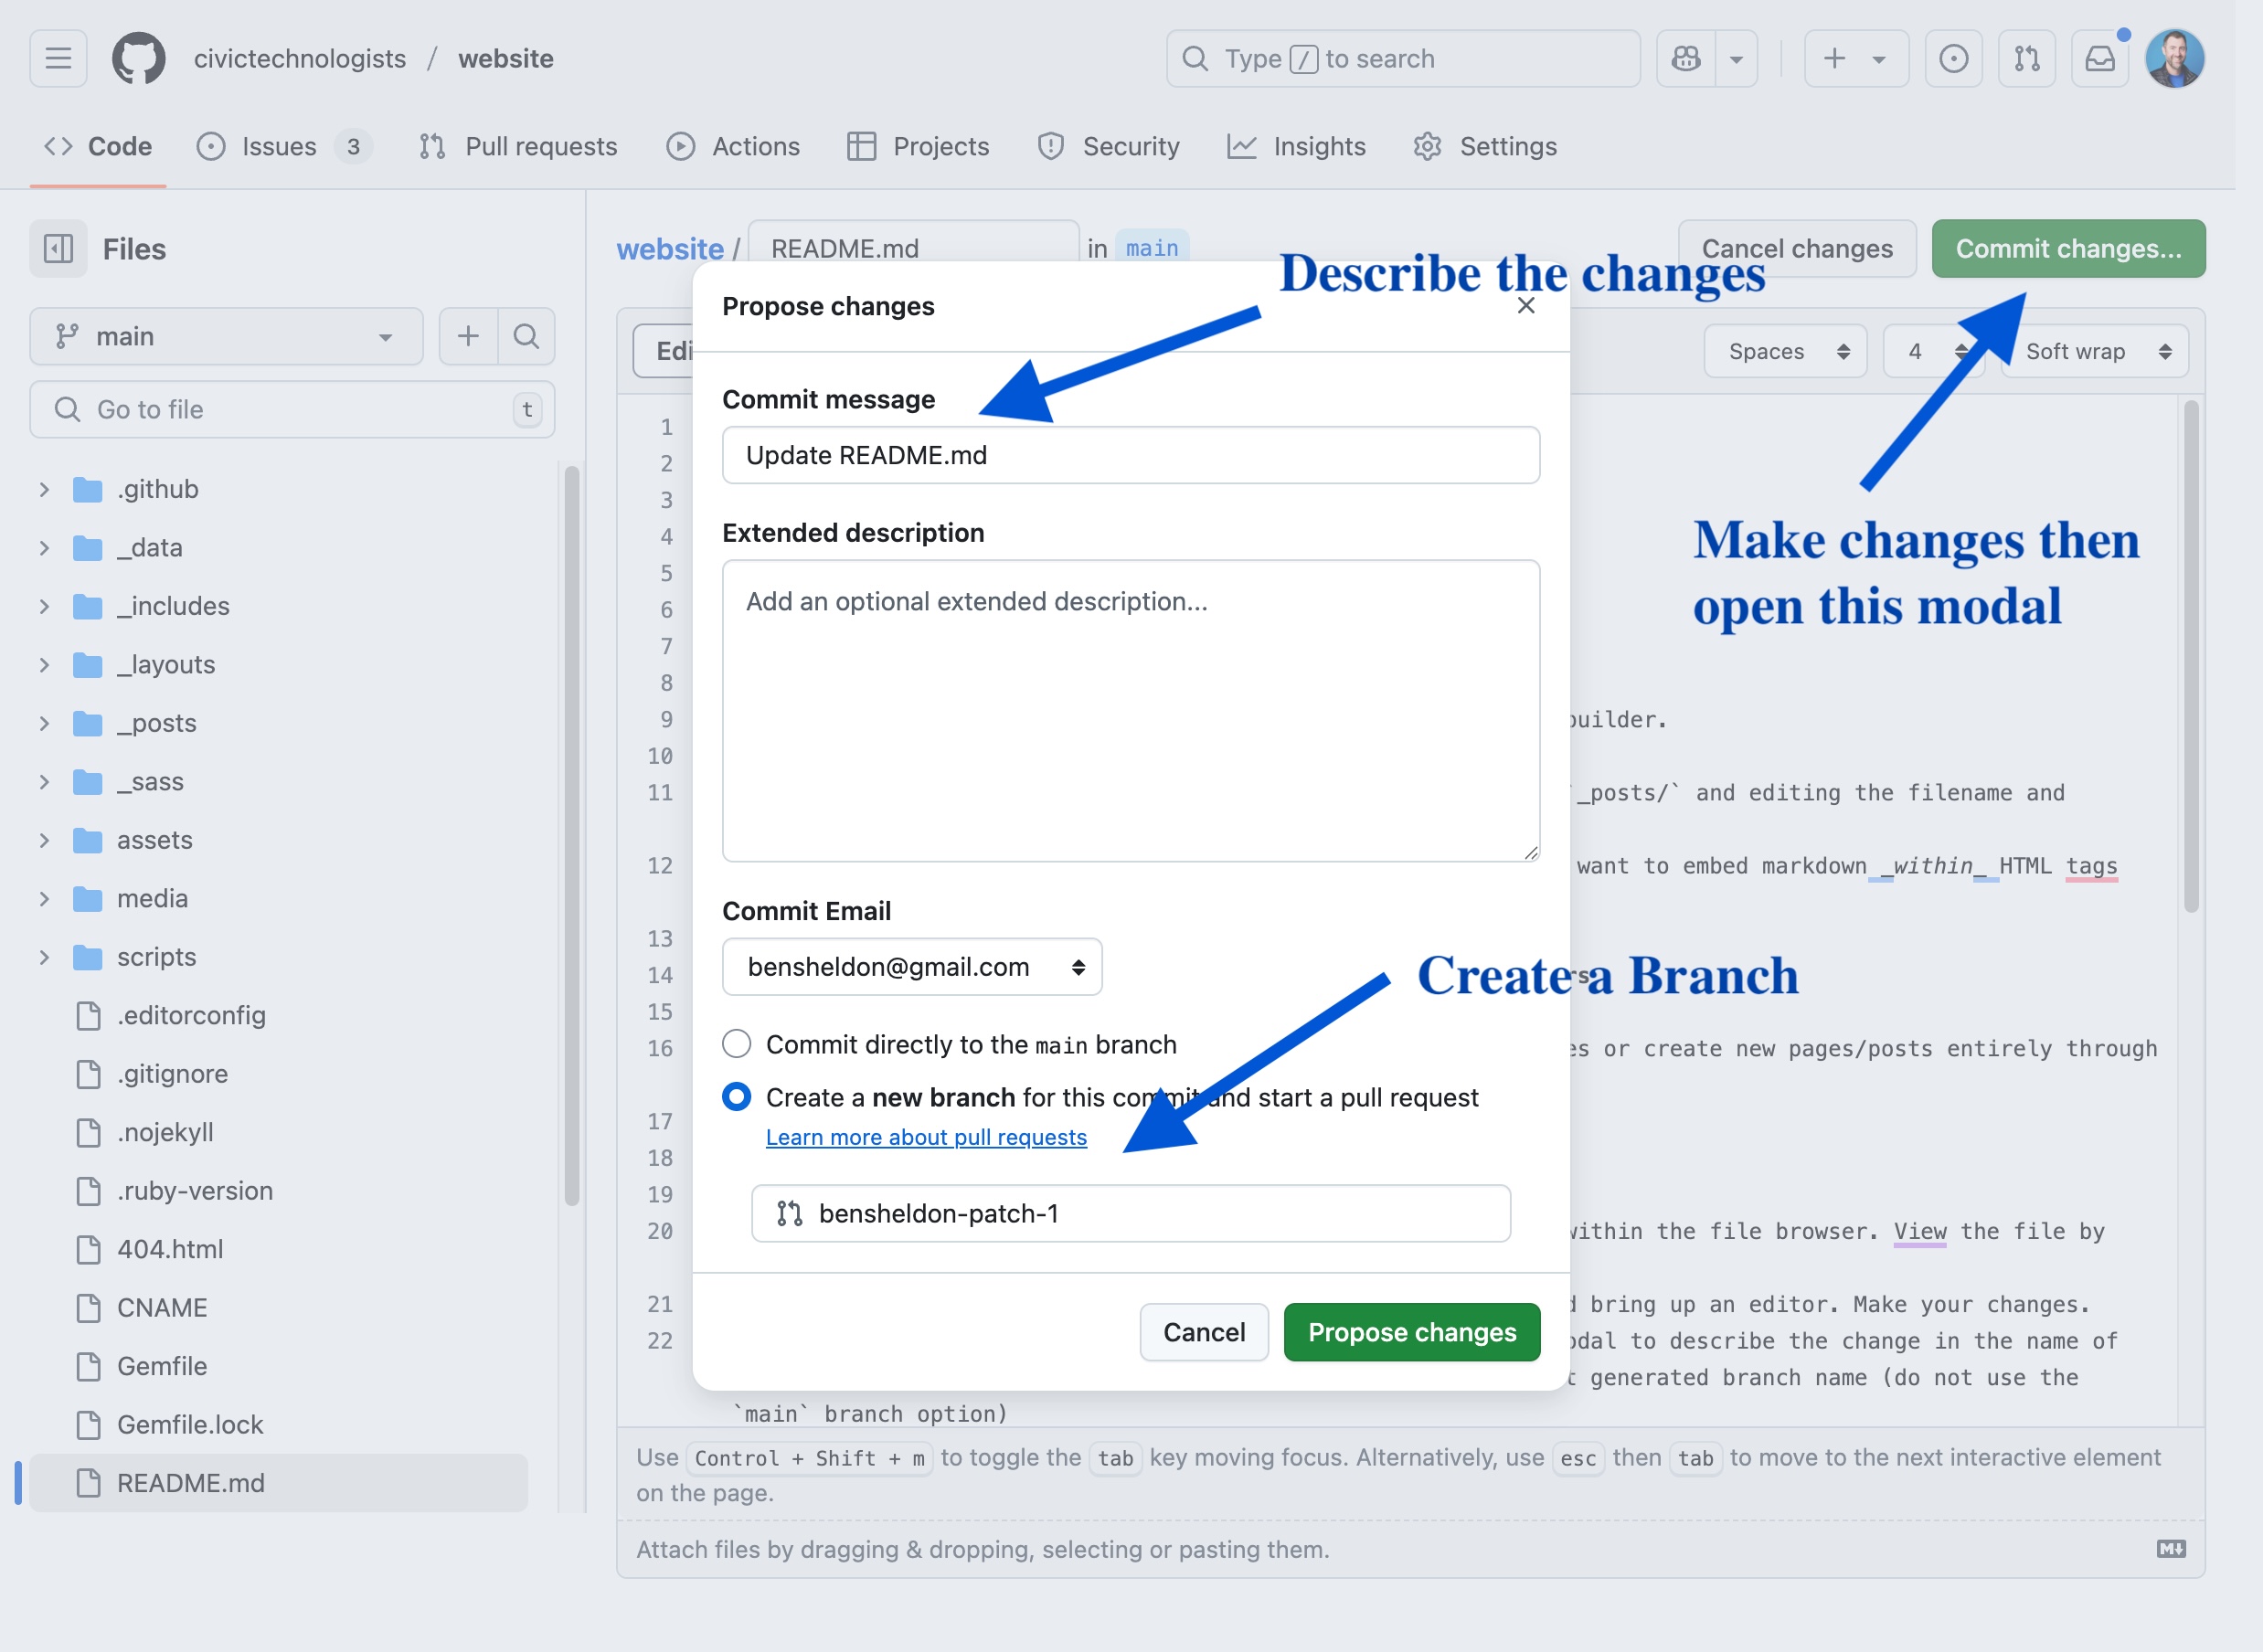 civictechnologists / website
Type / to search
Code
Issues 3
Pull requests
Actions
Projects
Security
Insights
Settings
Files
main
Go to file
t
.github
_data
_includes
_layouts
_posts
_sass
assets
media
scripts
.editorconfig
.gitignore
.nojekyll
.ruby-version
404.html
CNAME
Gemfile
Gemfile.lock
README.md
website / README.md in main
Cancel changes
Commit changes...
Describe the changes
Spaces
4
Soft wrap
Make changes then
open this modal
Propose changes
Commit message
Update README.md
Extended description
Add an optional extended description...
Commit Email
bensheldon@gmail.com
Create a Branch
Commit directly to the main branch
Create a new branch for this commit and start a pull request
Learn more about pull requests
bensheldon-patch-1
Cancel
Propose changes
1
2
3
4
5
6
7
8
9 builder.
10
11 `_posts/` and editing the filename and
12 want to embed markdown _within_ HTML tags
13
14
15
16 or create new pages/posts entirely through
17
18
19
20 within the file browser. View the file by
21 bring up an editor. Make your changes.
22 to describe the change in the name of
generated branch name (do not use the
`main` branch option)
Use Control + Shift + m to toggle the tab key moving focus. Alternatively, use esc then tab to move to the next interactive element
on the page.
Attach files by dragging & dropping, selecting or pasting them.